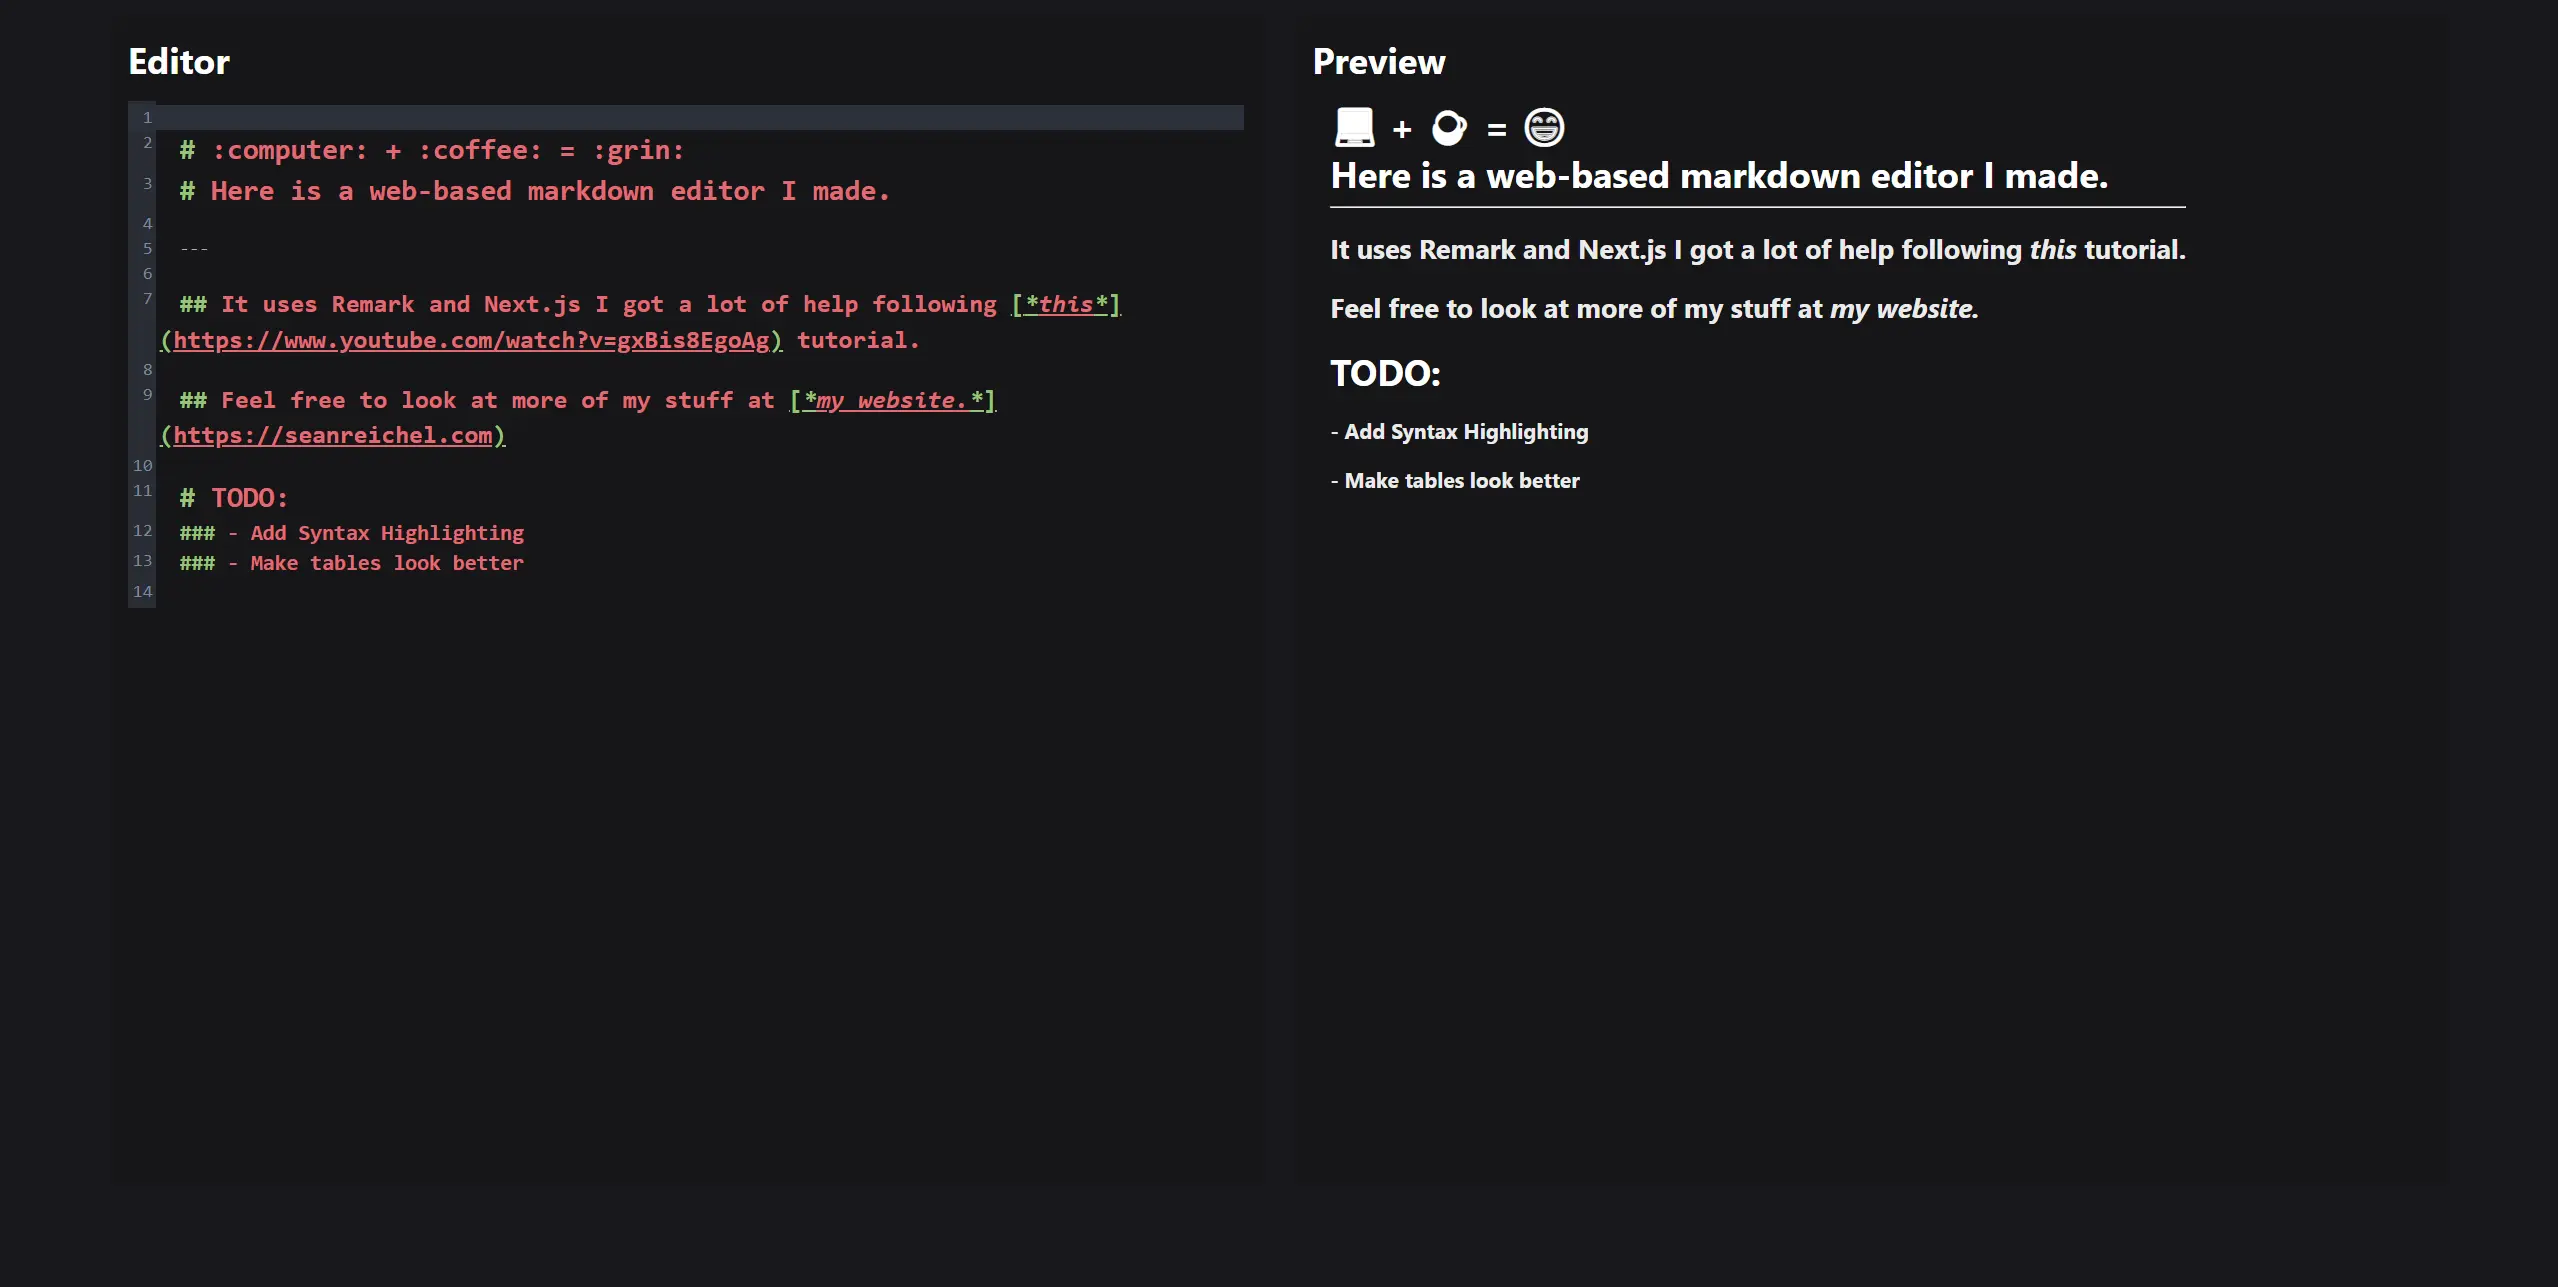 Editor
1
2 # :computer: + :coffee: = :grin:
3 # Here is a web-based markdown editor I made.
4
5 ---
6
7 ## It uses Remark and Next.js I got a lot of help following [*this*]
(https://www.youtube.com/watch?v=gxBis8EgoAg) tutorial.
8
9 ## Feel free to look at more of my stuff at [*my website.*]
(https://seanreichel.com)
10
11 # TODO:
12 ### - Add Syntax Highlighting
13 ### - Make tables look better
14
Preview
💻 + ☕ = 😁
Here is a web-based markdown editor I made.
It uses Remark and Next.js I got a lot of help following this tutorial.
Feel free to look at more of my stuff at my website.
TODO:
- Add Syntax Highlighting
- Make tables look better